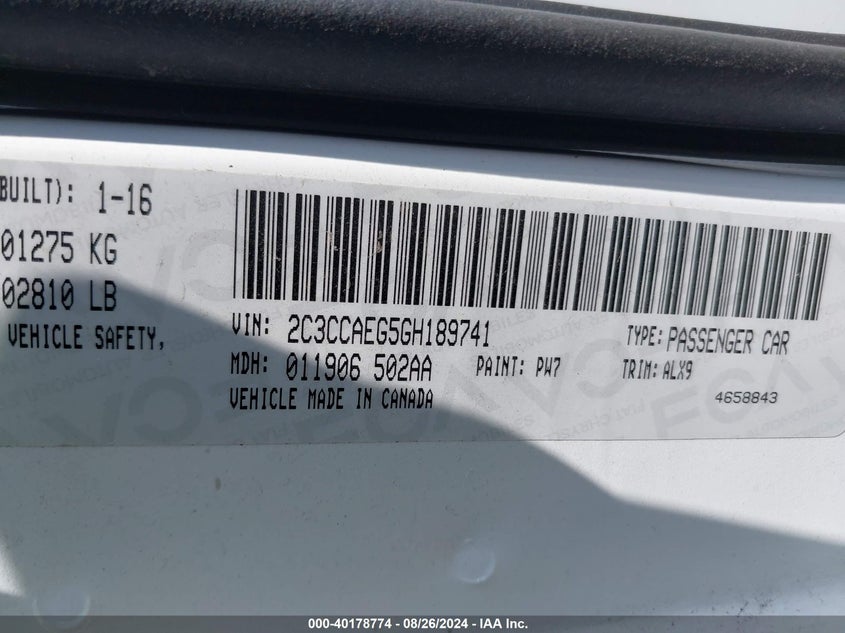 BUILT): 1-16
01275 KG
02810 LB
VEHICLE SAFETY,
VIN: 2C3CCAEG5GH189741
TYPE: PASSENGER CAR
MDH: 011906 502AA
PAINT: PW7
TRIM: ALX9
VEHICLE MADE IN CANADA
4658843
000-40178774 - 08/26/2024 - IAA Inc.